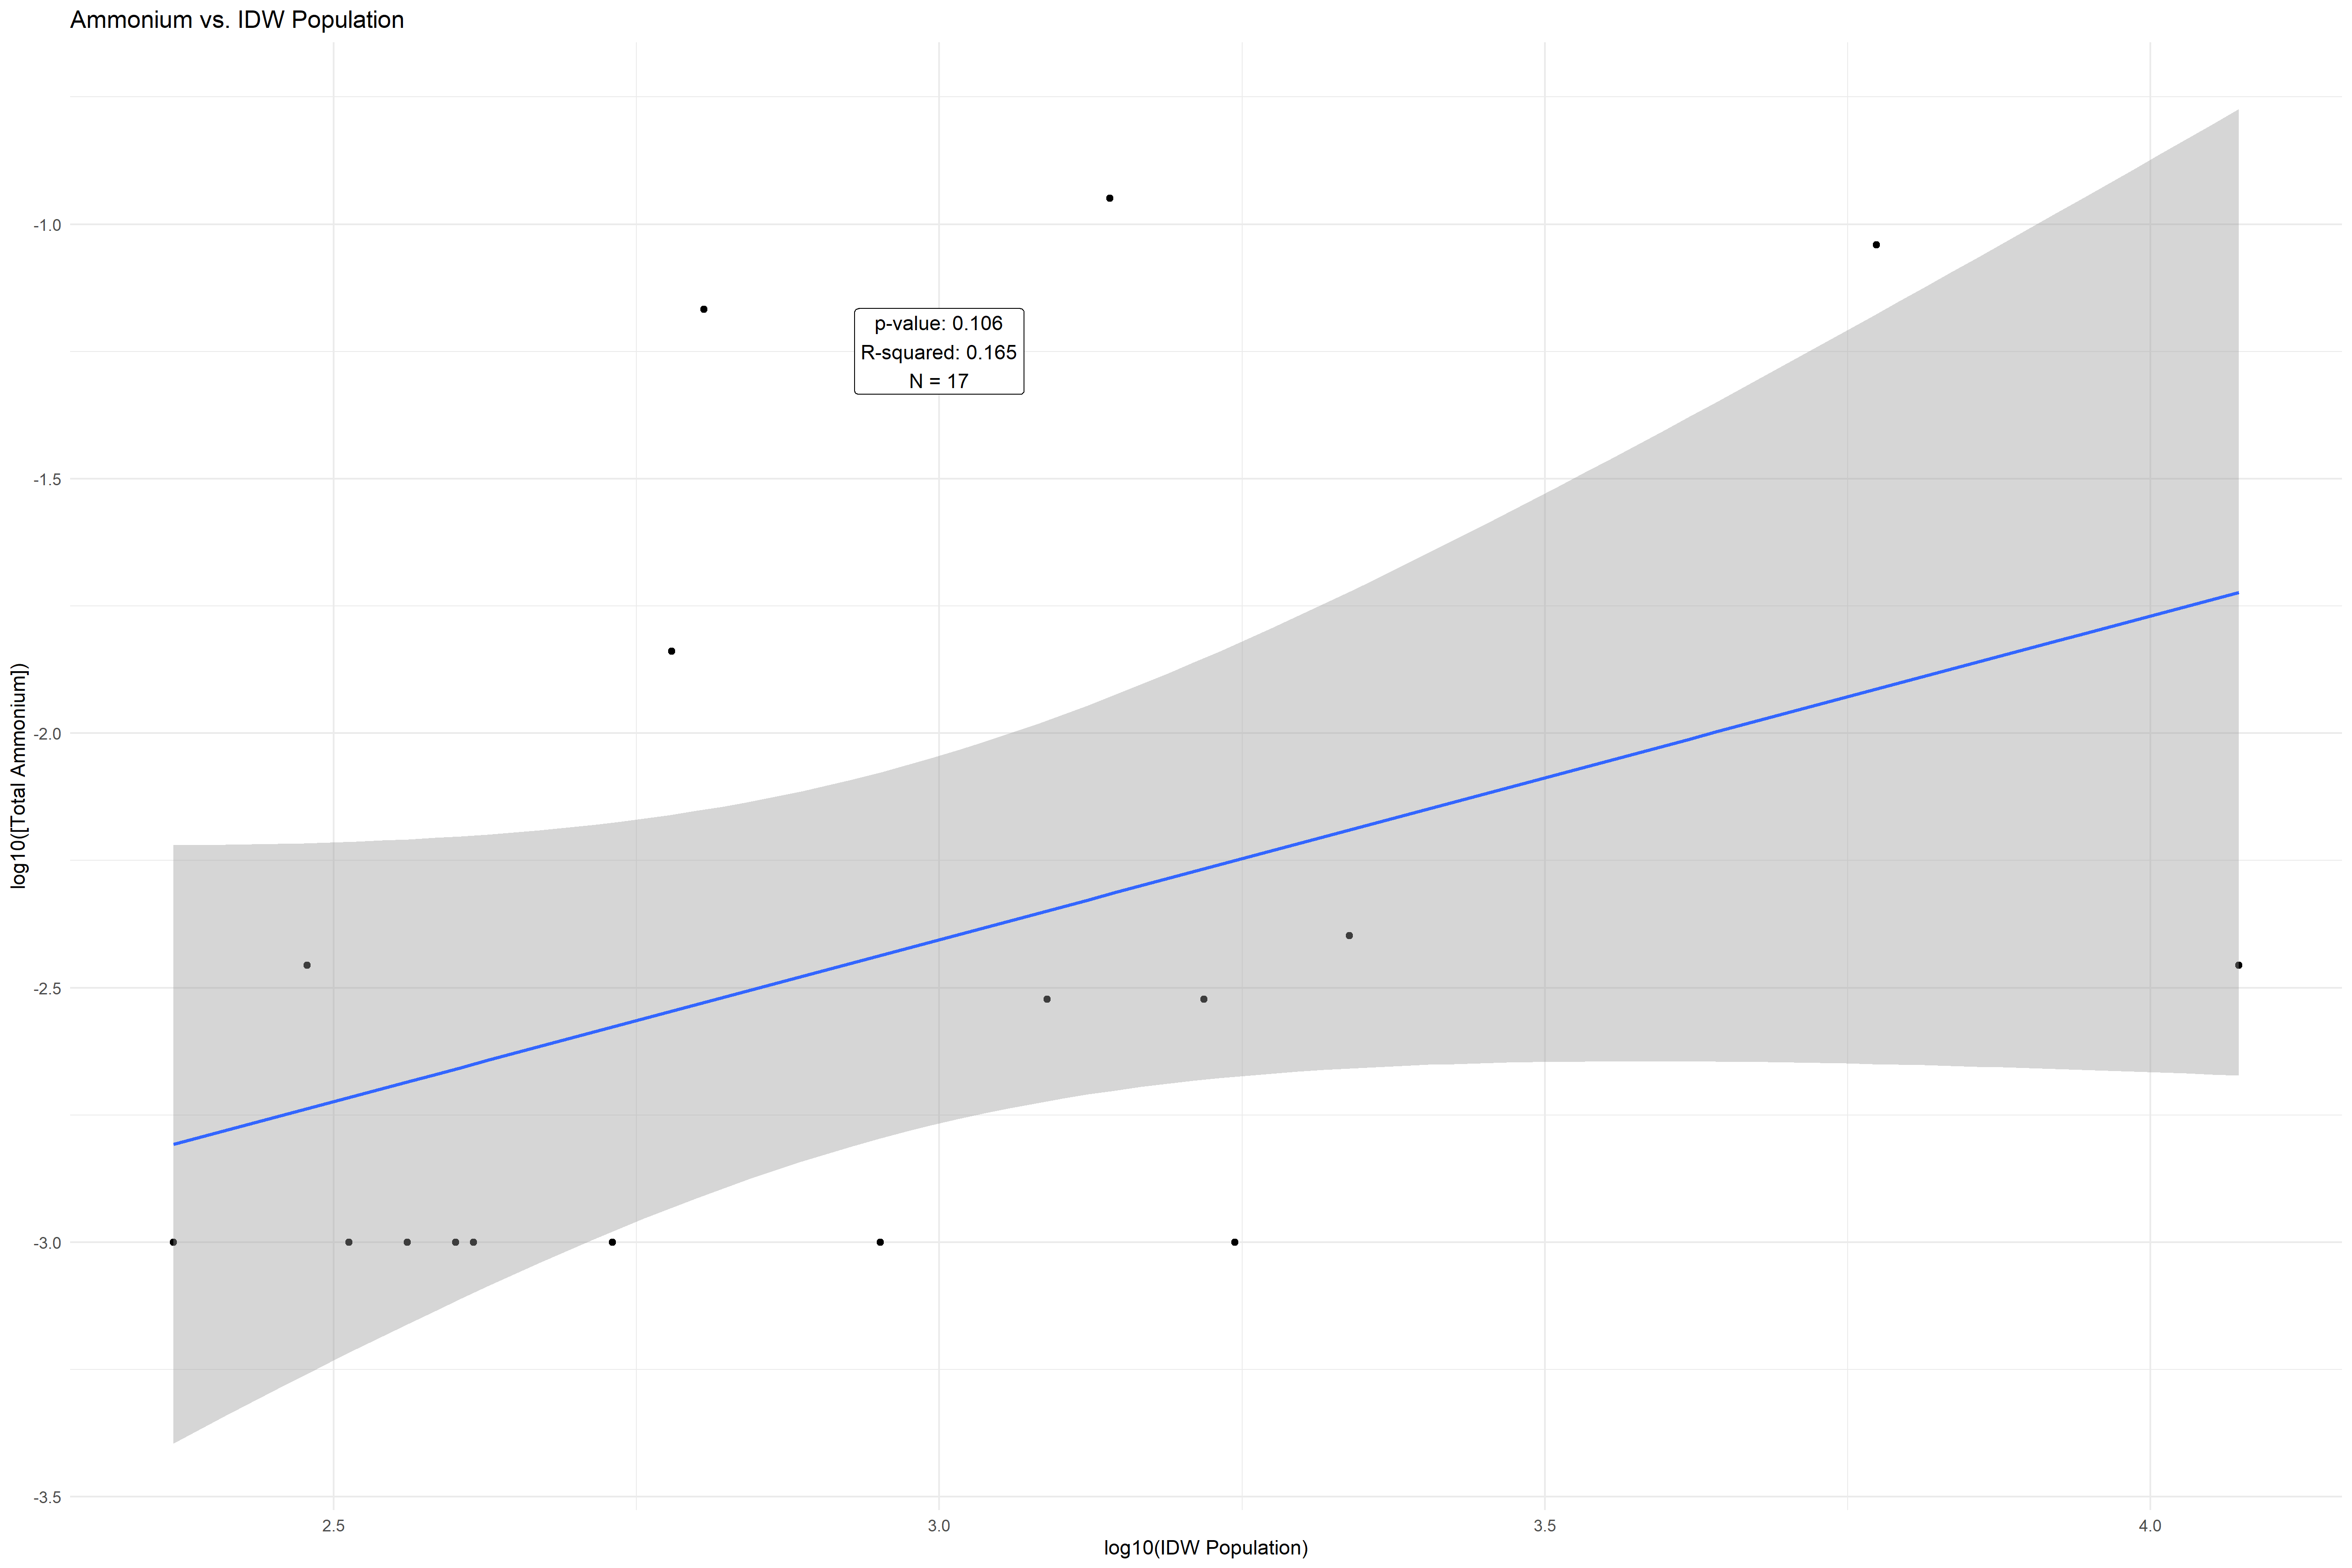 Ammonium vs. IDW Population
-1.0
p-value: 0.106
R-squared: 0.165
N = 17
-1.5
log10([Total Ammonium])
-2.0
-2.5
-3.0
-3.5
2.5
3.0
3.5
4.0
log10(IDW Population)